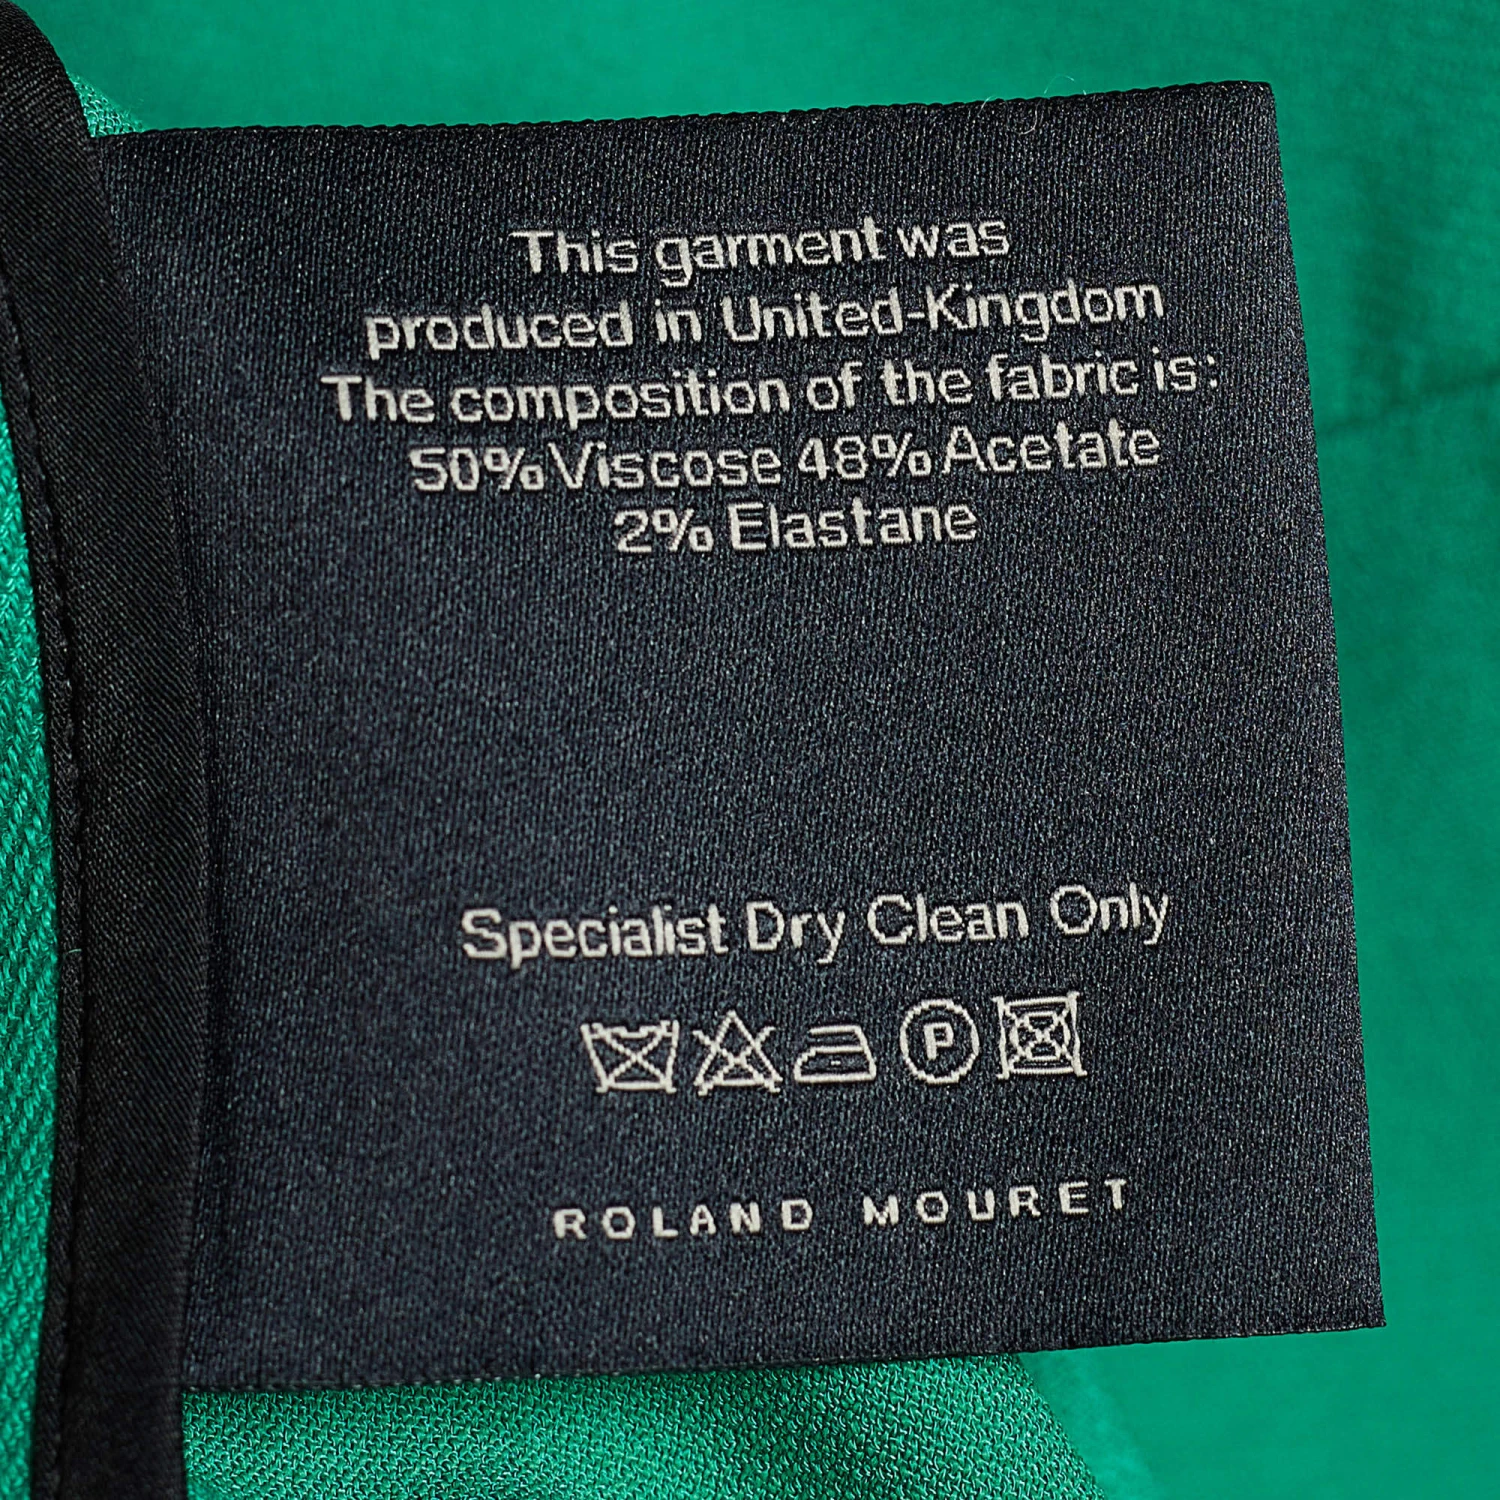 This garment was
produced in United-Kingdom
The composition of the fabric is:
50% Viscose 48% Acetate
2% Elastane
Specialist Dry Clean Only
P
ROLAND MOURET